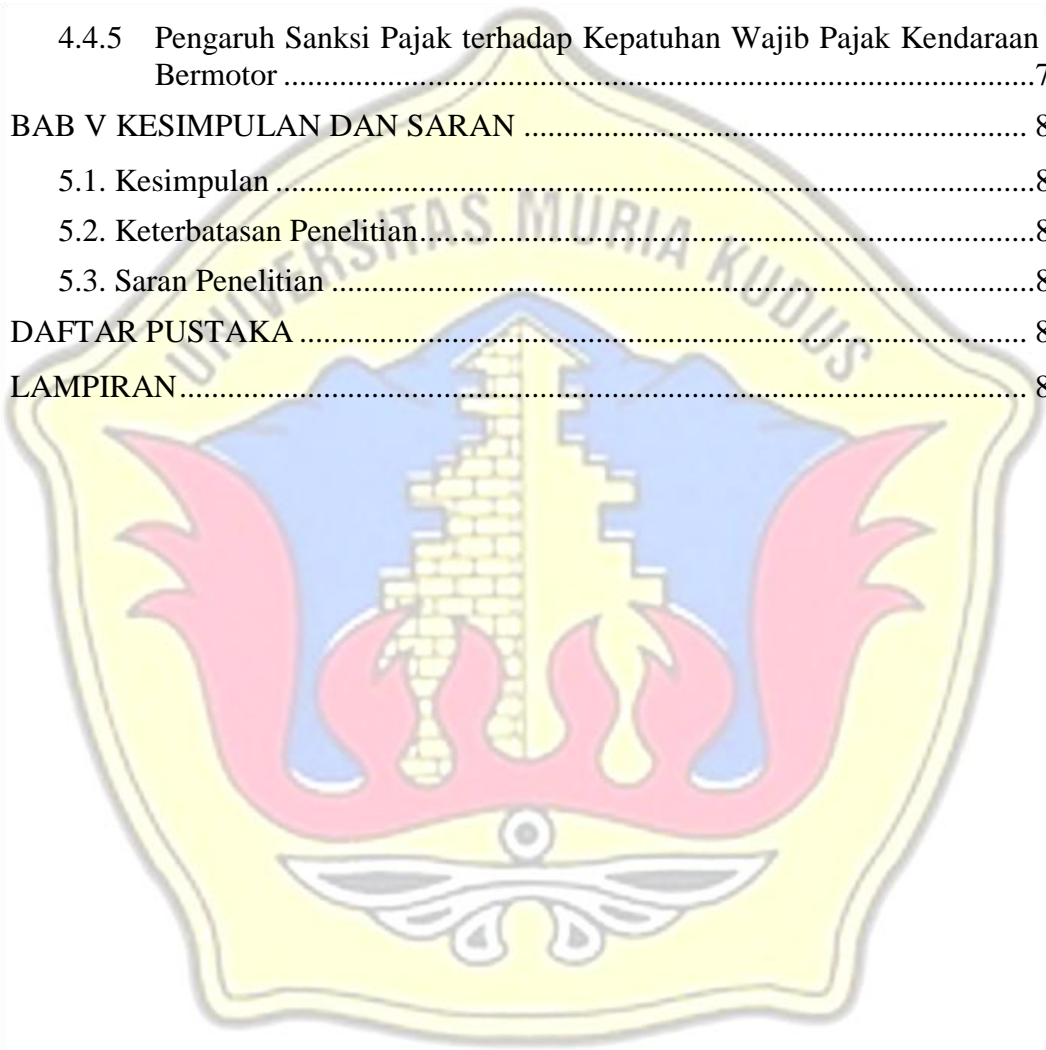 4.4.5 Pengaruh Sanksi Pajak terhadap Kepatuhan Wajib Pajak Kendaraan
Bermotor ........................................................................................... 7
BAB V KESIMPULAN DAN SARAN ............................................................. 8
5.1. Kesimpulan ............................................................................................ 8
5.2. Keterbatasan Penelitian .......................................................................... 8
5.3. Saran Penelitian ..................................................................................... 8
DAFTAR PUSTAKA ....................................................................................... 8
LAMPIRAN ..................................................................................................... 8
UNIVERSITAS MURIA KUDUS